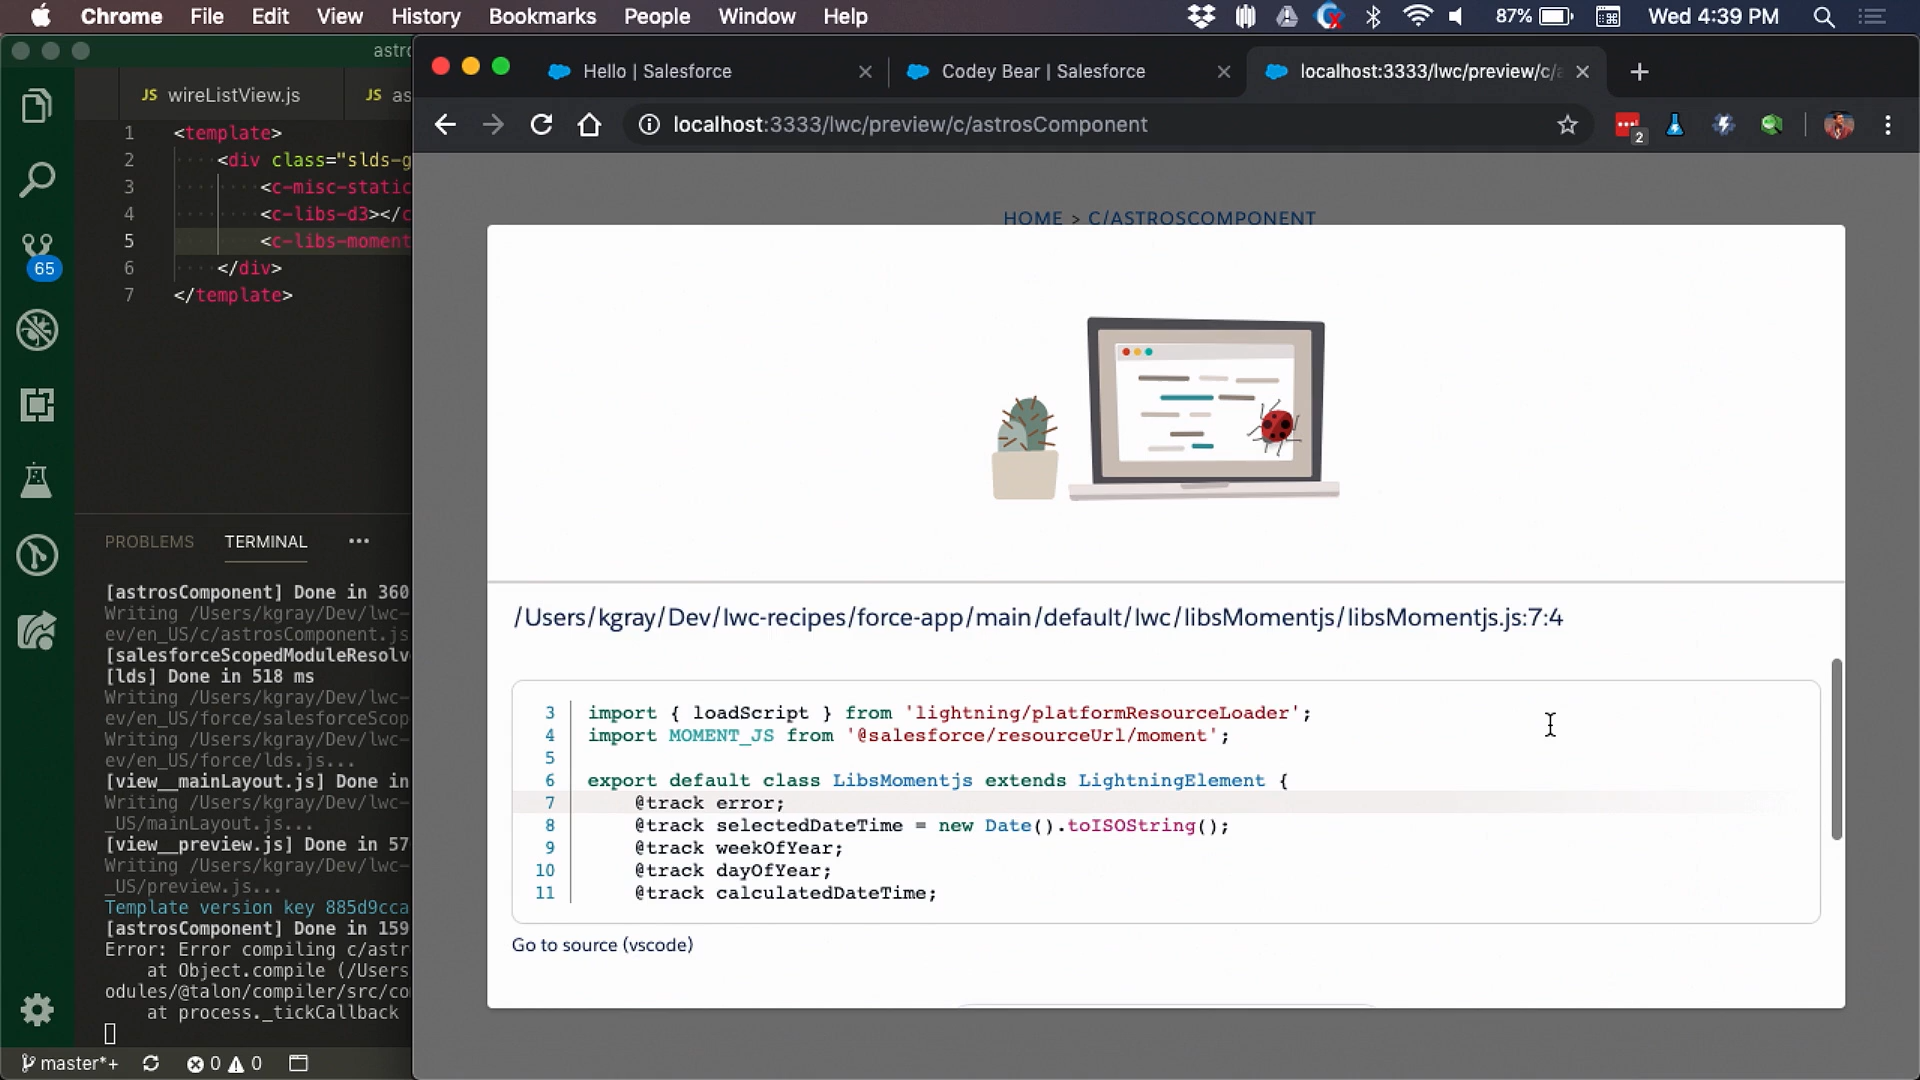 Chrome File Edit View History Bookmarks People Window Help 87% Wed 4:39 PM
astro
JS wireListView.js JS as
Hello | Salesforce
Codey Bear | Salesforce
localhost:3333/lwc/preview/c/a
localhost:3333/lwc/preview/c/astrosComponent
2
1 <template>
2 ····<div class="slds-g
3 ········<c-misc-static
4 ········<c-libs-d3></c
5 ········<c-libs-moment
6 ····</div>
7 </template>
65
HOME > C/ASTROSCOMPONENT
PROBLEMS TERMINAL ···
[astrosComponent] Done in 360
Writing /Users/kgray/Dev/lwc-
ev/en_US/c/astrosComponent.js
[salesforceScopedModuleResolv
[lds] Done in 518 ms
Writing /Users/kgray/Dev/lwc-
ev/en_US/force/salesforceScop
Writing /Users/kgray/Dev/lwc-
ev/en_US/force/lds.js...
[view__mainLayout.js] Done in
Writing /Users/kgray/Dev/lwc-
_US/mainLayout.js...
[view__preview.js] Done in 57
Writing /Users/kgray/Dev/lwc-
_US/preview.js...
Template version key 885d9cca
[astrosComponent] Done in 159
Error: Error compiling c/astr
at Object.compile (/Users
odules/@talon/compiler/src/co
at process._tickCallback
master*+ 0 0
/Users/kgray/Dev/lwc-recipes/force-app/main/default/lwc/libsMomentjs/libsMomentjs.js:7:4
3 import { loadScript } from 'lightning/platformResourceLoader';
4 import MOMENT_JS from '@salesforce/resourceUrl/moment';
5
6 export default class LibsMomentjs extends LightningElement {
7 @track error;
8 @track selectedDateTime = new Date().toISOString();
9 @track weekOfYear;
10 @track dayOfYear;
11 @track calculatedDateTime;
Go to source (vscode)